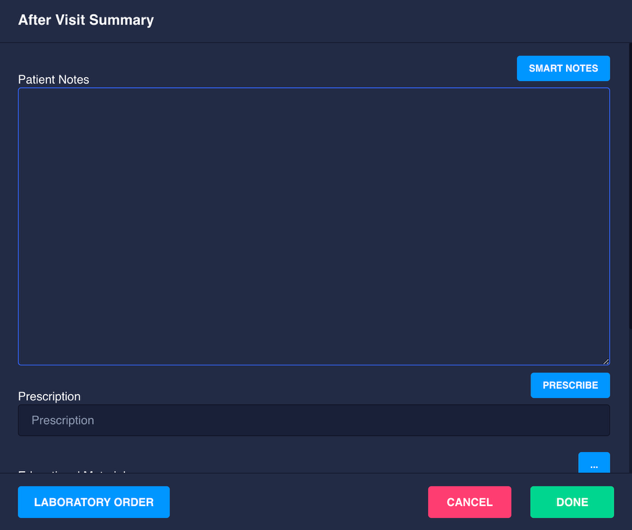 After Visit Summary
SMART NOTES
Patient Notes
PRESCRIBE
Prescription
Prescription
...
LABORATORY ORDER
CANCEL
DONE